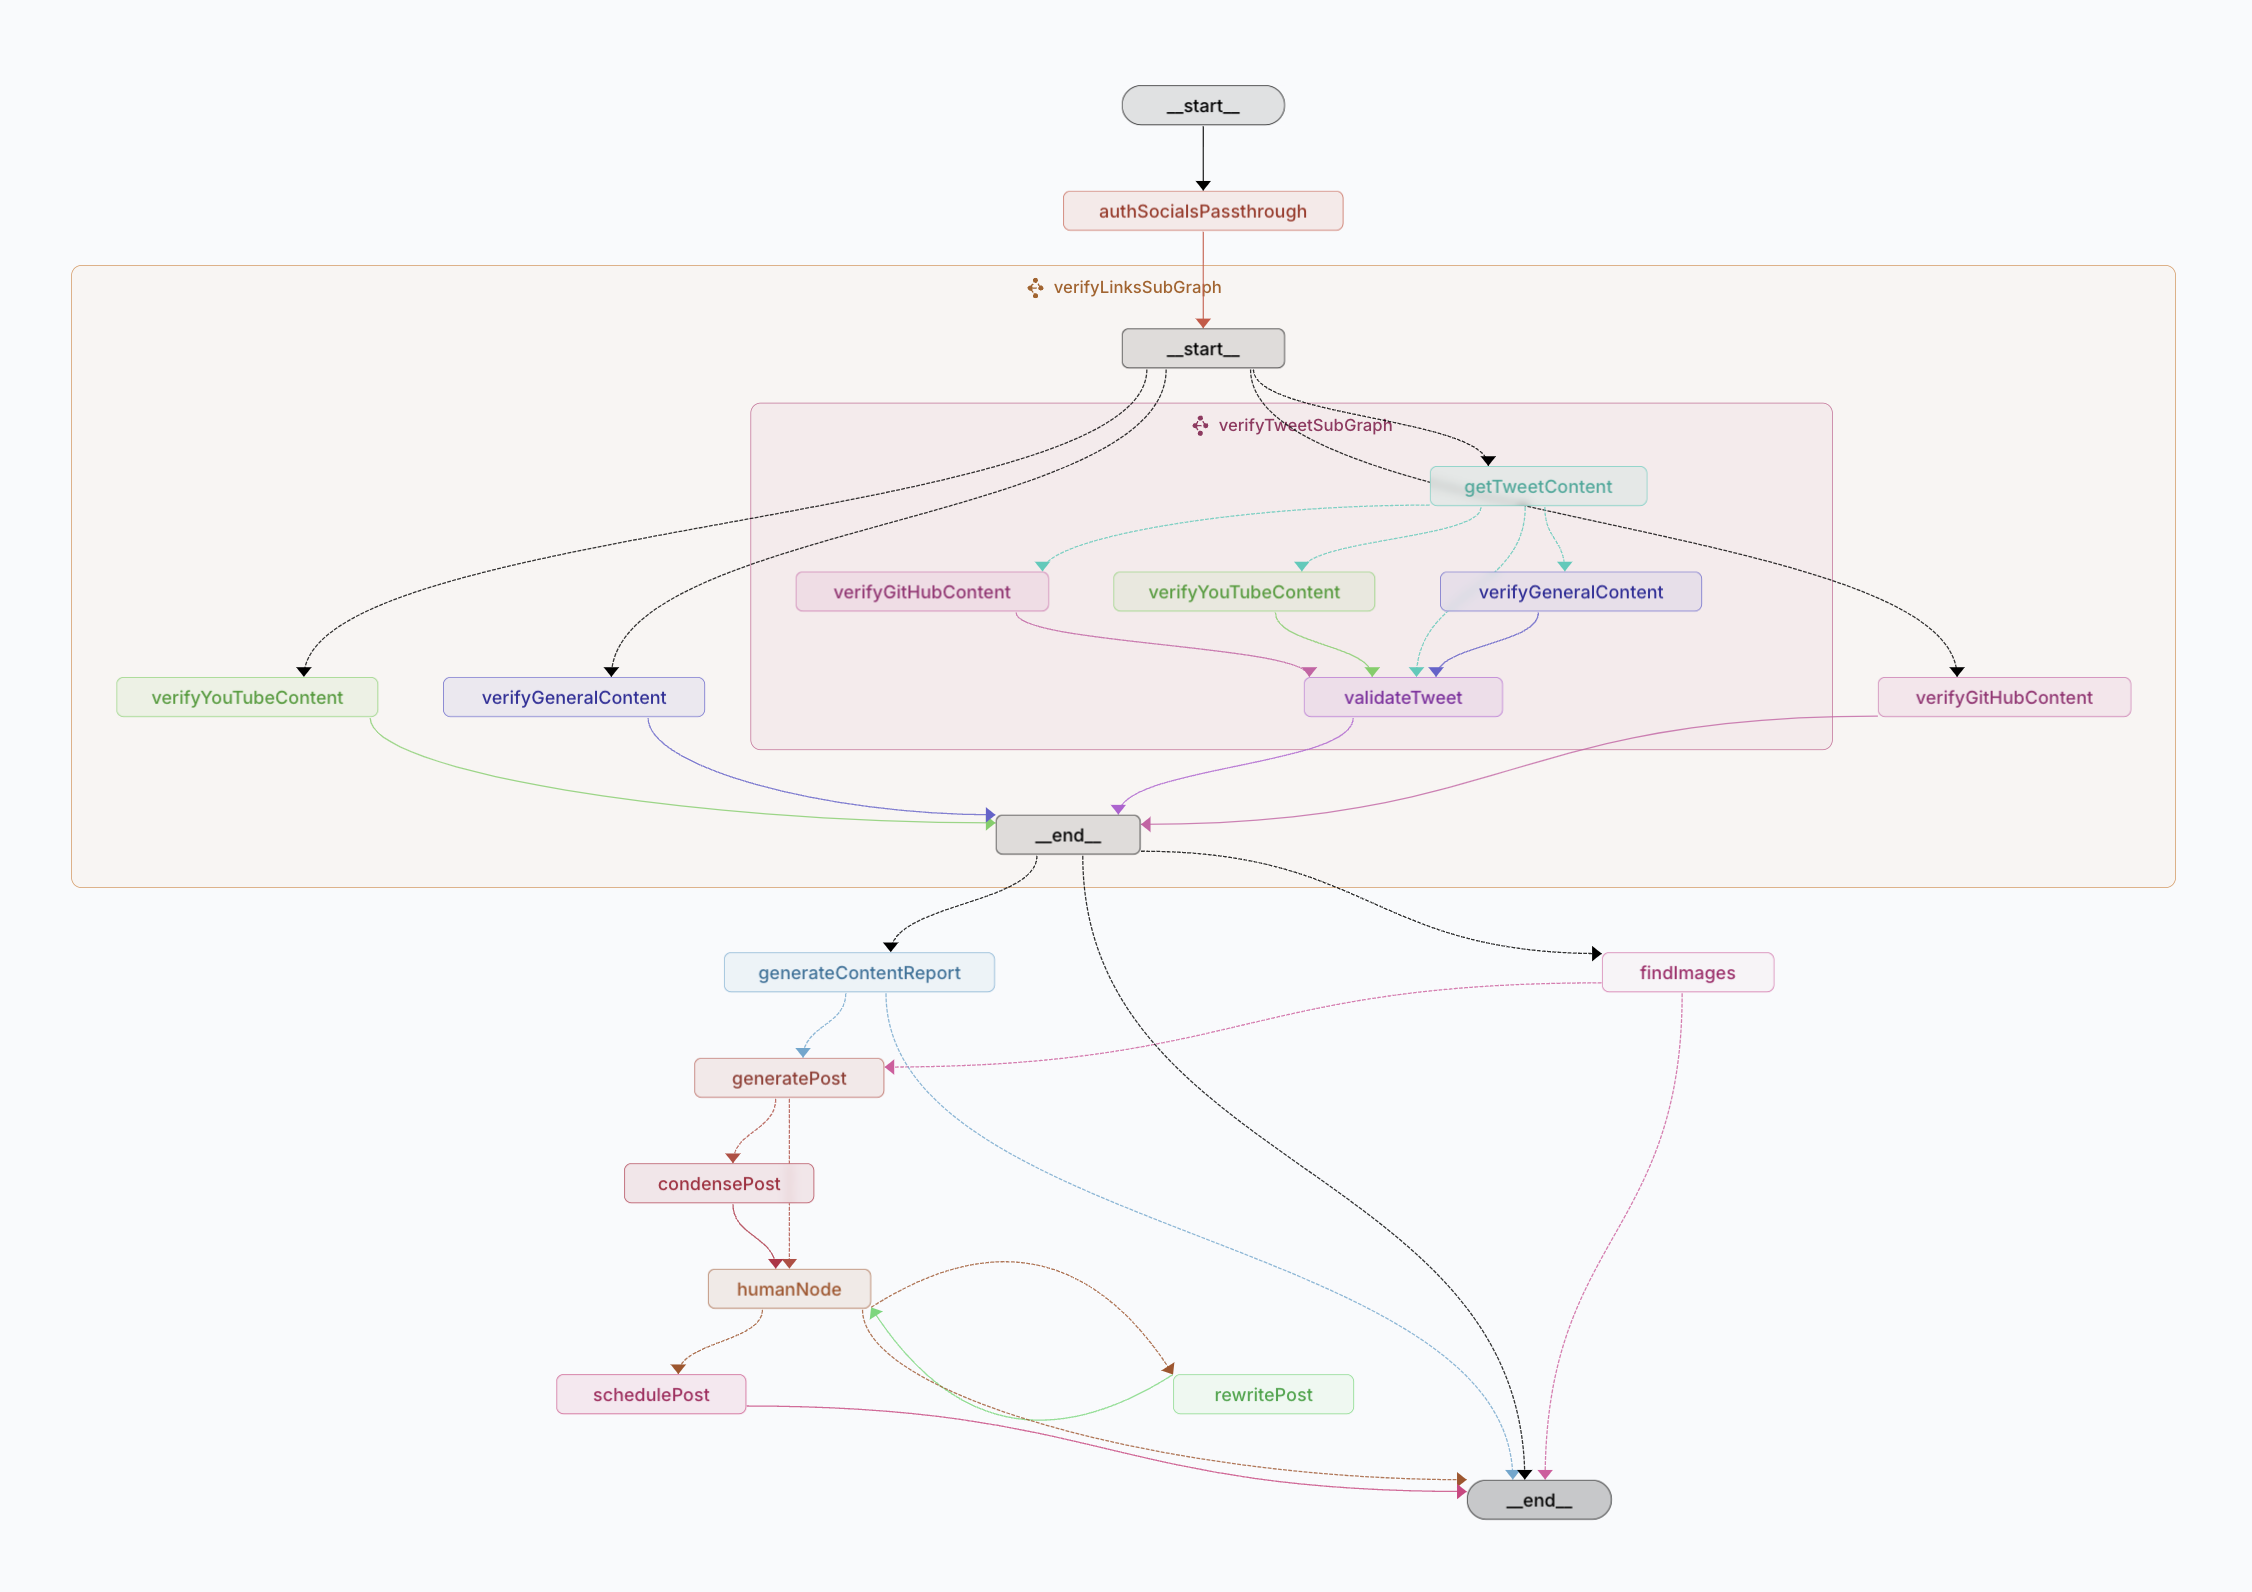 __start__
authSocialsPassthrough
verifyLinksSubGraph
__start__
verifyTweetSubGraph
getTweetContent
verifyGitHubContent
verifyYouTubeContent
verifyGeneralContent
verifyYouTubeContent
verifyGeneralContent
validateTweet
verifyGitHubContent
__end__
generateContentReport
findImages
generatePost
condensePost
humanNode
schedulePost
rewritePost
__end__